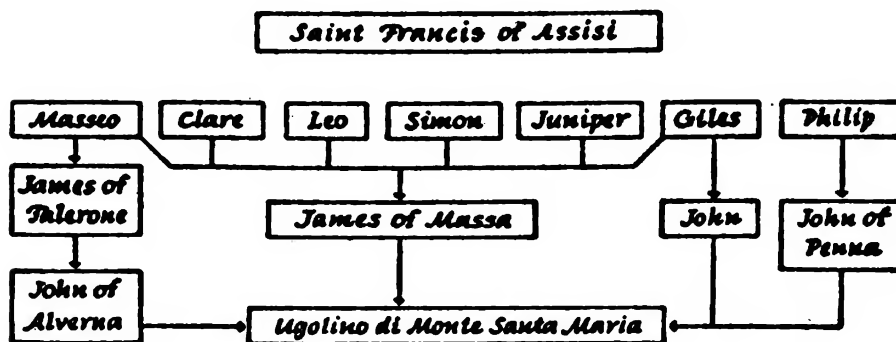 Saint Francis of Assisi
Masseo Clare Leo Simon Juniper Giles Philip
James of
Falerone
James of Massa
John
John of
Penna
John of
Alverna
Ugolino di Monte Santa Maria